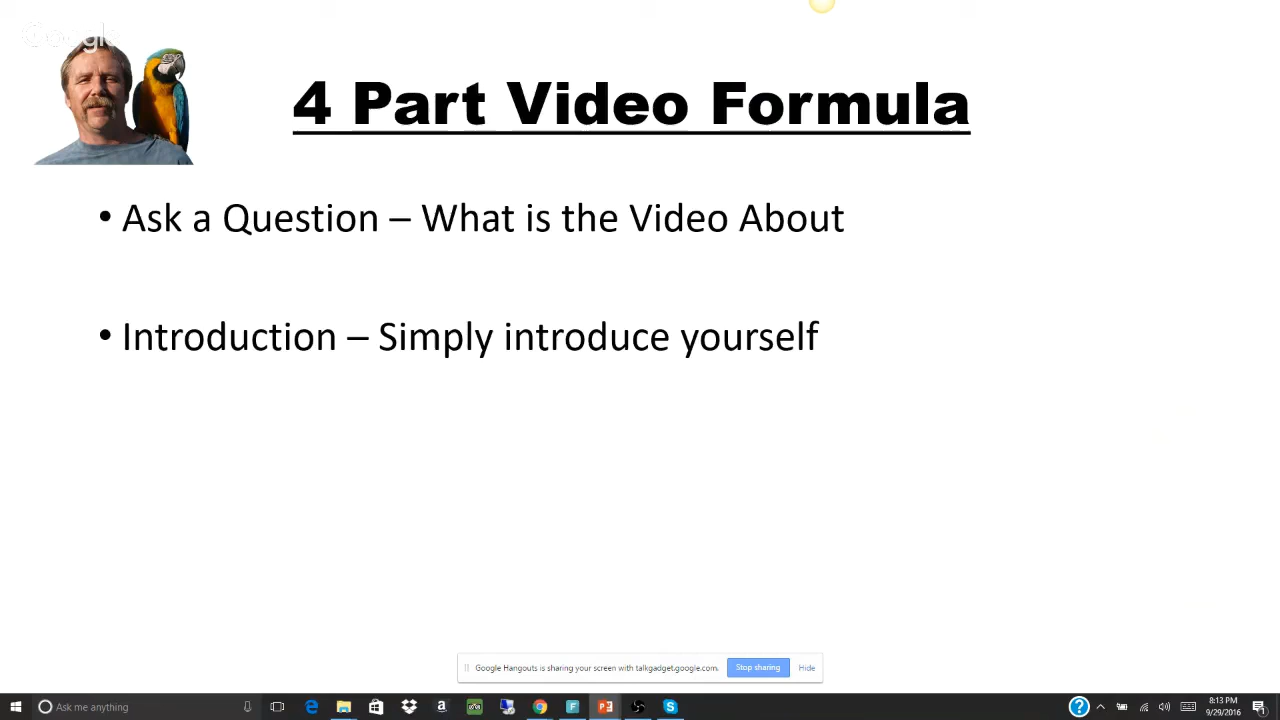 Google
4 Part Video Formula
• Ask a Question – What is the Video About
• Introduction – Simply introduce yourself
Google Hangouts is sharing your screen with talkgadget.google.com.
Stop sharing
Hide
Ask me anything
8:13 PM
9/29/2016